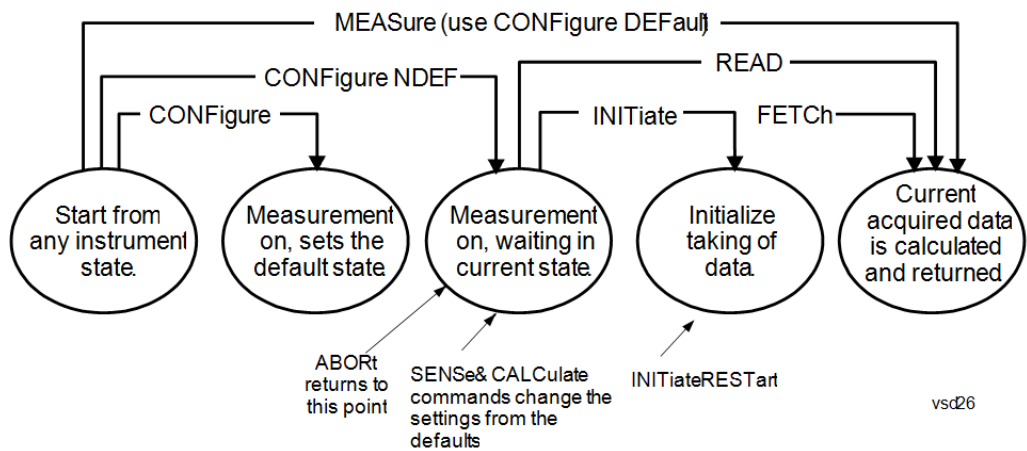 MEASure (use CONFigure DEFault)
CONFigure NDEF
READ
CONFigure
INITiate
FETCh
Start from
any instrument
state.
Measurement
on, sets the
default state.
Measurement
on, waiting in
current state.
Initialize
taking of
data.
Current
acquired data
is calculated
and returned.
ABORt
returns to
this point
SENSe& CALCulate
commands change the
settings from the
defaults
INITiateRESTart
vsd26